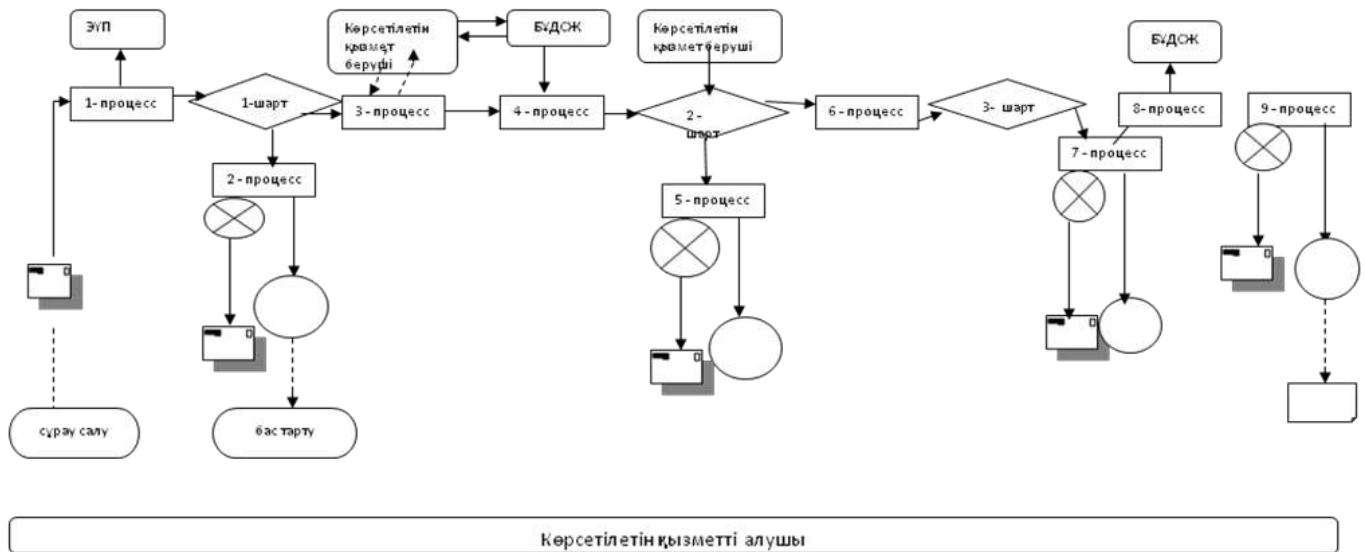 ЭҮП
Көрсетілетін
қызмет
беруші
БҰДСЖ
Көрсетілетін
қызмет беруші
БҰДСЖ
1- процесс
1-шарт
3 - процесс
4 - процесс
2 -
шарт
6 - процесс
3- шарт
8 - процесс
9 - процесс
7 - процесс
2 - процесс
5 - процесс
сұрау салу
бас тарту
Көрсетілетін қызметті алушы